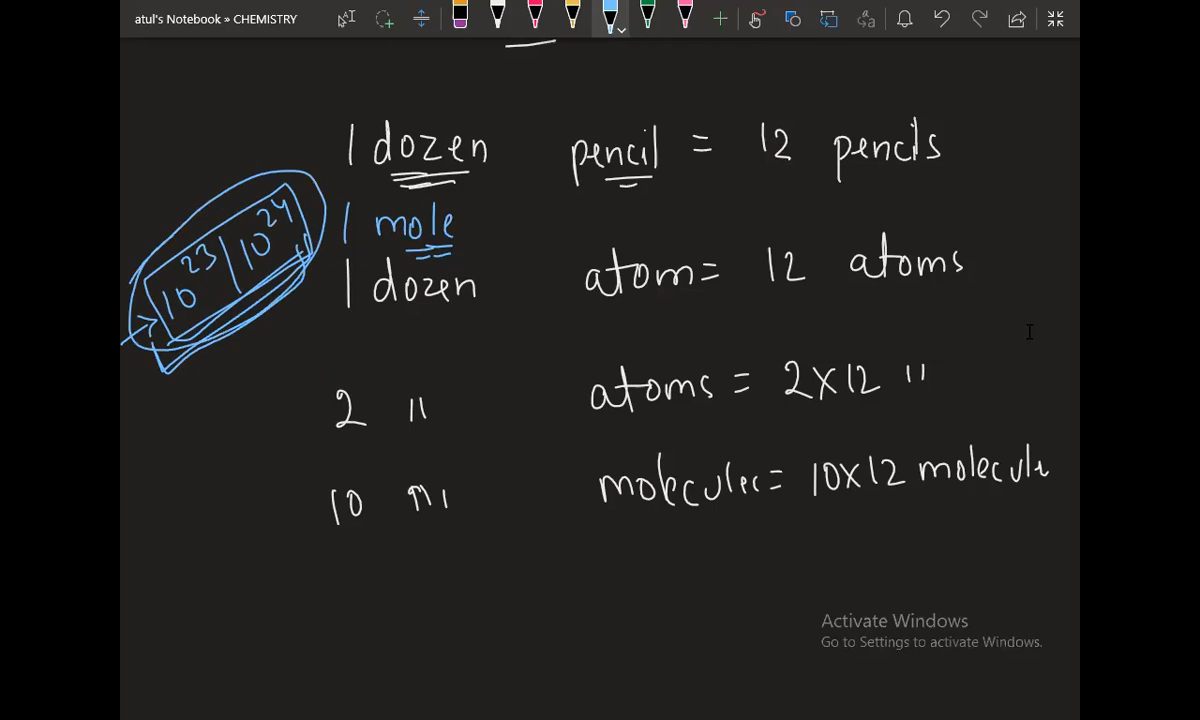 atul's Notebook » CHEMISTRY
1 dozen pencil = 12 pencils
1 mole
10²³/10²⁴
1 dozen atom = 12 atoms
2 " atoms = 2x12 "
10 molecules = 10x12 molecule
Activate Windows
Go to Settings to activate Windows.